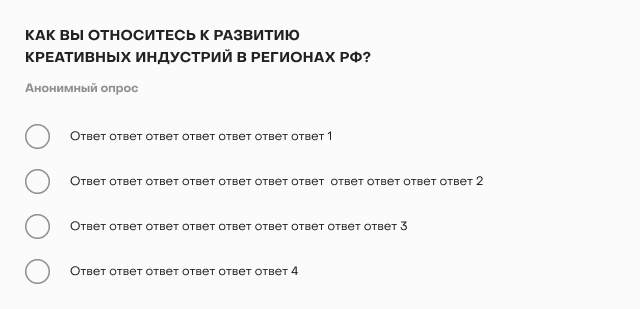 КАК ВЫ ОТНОСИТЕСЬ К РАЗВИТИЮ
КРЕАТИВНЫХ ИНДУСТРИЙ В РЕГИОНАХ РФ?
Анонимный опрос
Ответ ответ ответ ответ ответ ответ ответ 1
Ответ ответ ответ ответ ответ ответ ответ  ответ ответ ответ ответ 2
Ответ ответ ответ ответ ответ ответ ответ ответ ответ 3
Ответ ответ ответ ответ ответ ответ 4